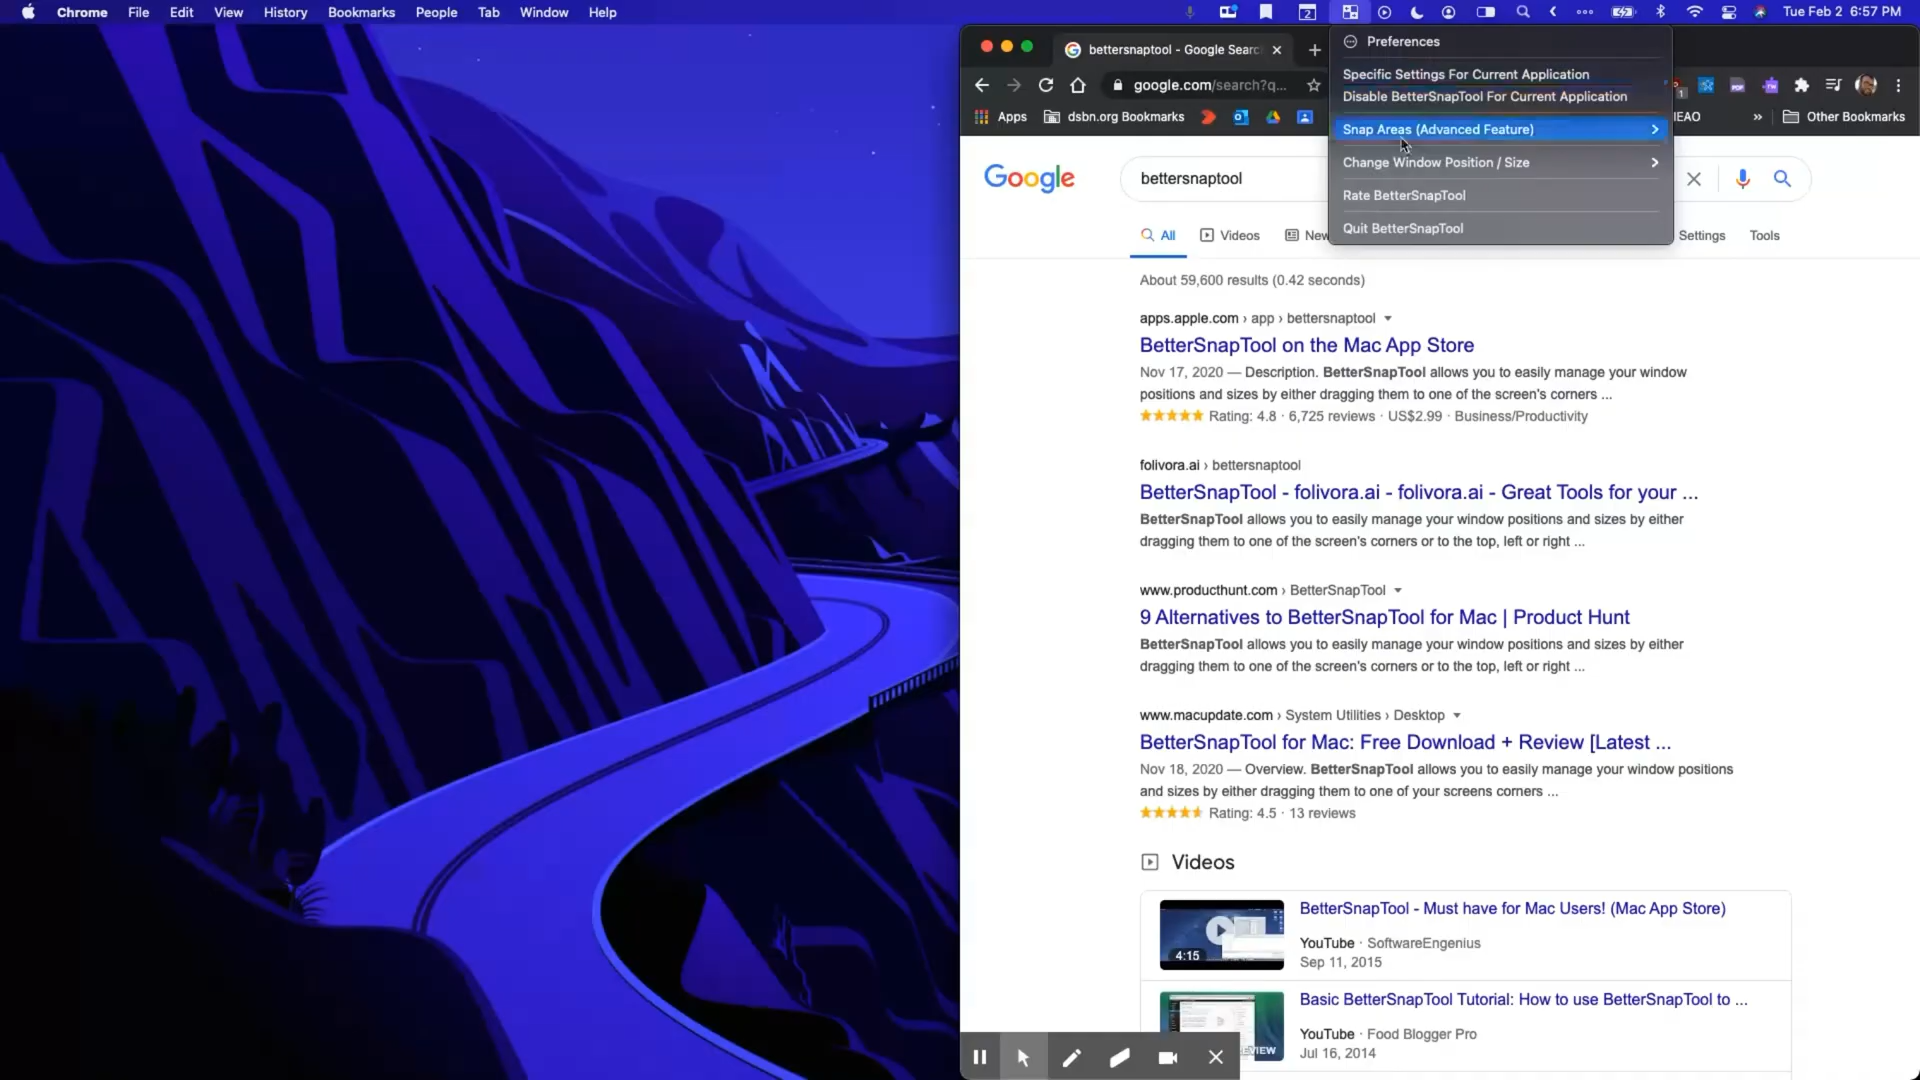 Chrome File Edit View History Bookmarks People Tab Window Help 2 Tue Feb 2 6:57 PM
bettersnaptool - Google Searc
google.com/search?q...
Apps dsbn.org Bookmarks IEAO » Other Bookmarks
Preferences
Specific Settings For Current Application
Disable BetterSnapTool For Current Application
Snap Areas (Advanced Feature)
Change Window Position / Size
Rate BetterSnapTool
Quit BetterSnapTool
Google
bettersnaptool
All Videos New Settings Tools
About 59,600 results (0.42 seconds)
apps.apple.com › app › bettersnaptool
BetterSnapTool on the Mac App Store
Nov 17, 2020 — Description. BetterSnapTool allows you to easily manage your window
positions and sizes by either dragging them to one of the screen's corners ...
Rating: 4.8 · 6,725 reviews · US$2.99 · Business/Productivity
folivora.ai › bettersnaptool
BetterSnapTool - folivora.ai - folivora.ai - Great Tools for your ...
BetterSnapTool allows you to easily manage your window positions and sizes by either
dragging them to one of the screen's corners or to the top, left or right ...
www.producthunt.com › BetterSnapTool
9 Alternatives to BetterSnapTool for Mac | Product Hunt
BetterSnapTool allows you to easily manage your window positions and sizes by either
dragging them to one of the screen's corners or to the top, left or right ...
www.macupdate.com › System Utilities › Desktop
BetterSnapTool for Mac: Free Download + Review [Latest ...
Nov 18, 2020 — Overview. BetterSnapTool allows you to easily manage your window positions
and sizes by either dragging them to one of your screens corners ...
Rating: 4.5 · 13 reviews
Videos
4:15
BetterSnapTool - Must have for Mac Users! (Mac App Store)
YouTube · SoftwareEngenius
Sep 11, 2015
Basic BetterSnapTool Tutorial: How to use BetterSnapTool to ...
YouTube · Food Blogger Pro
Jul 16, 2014